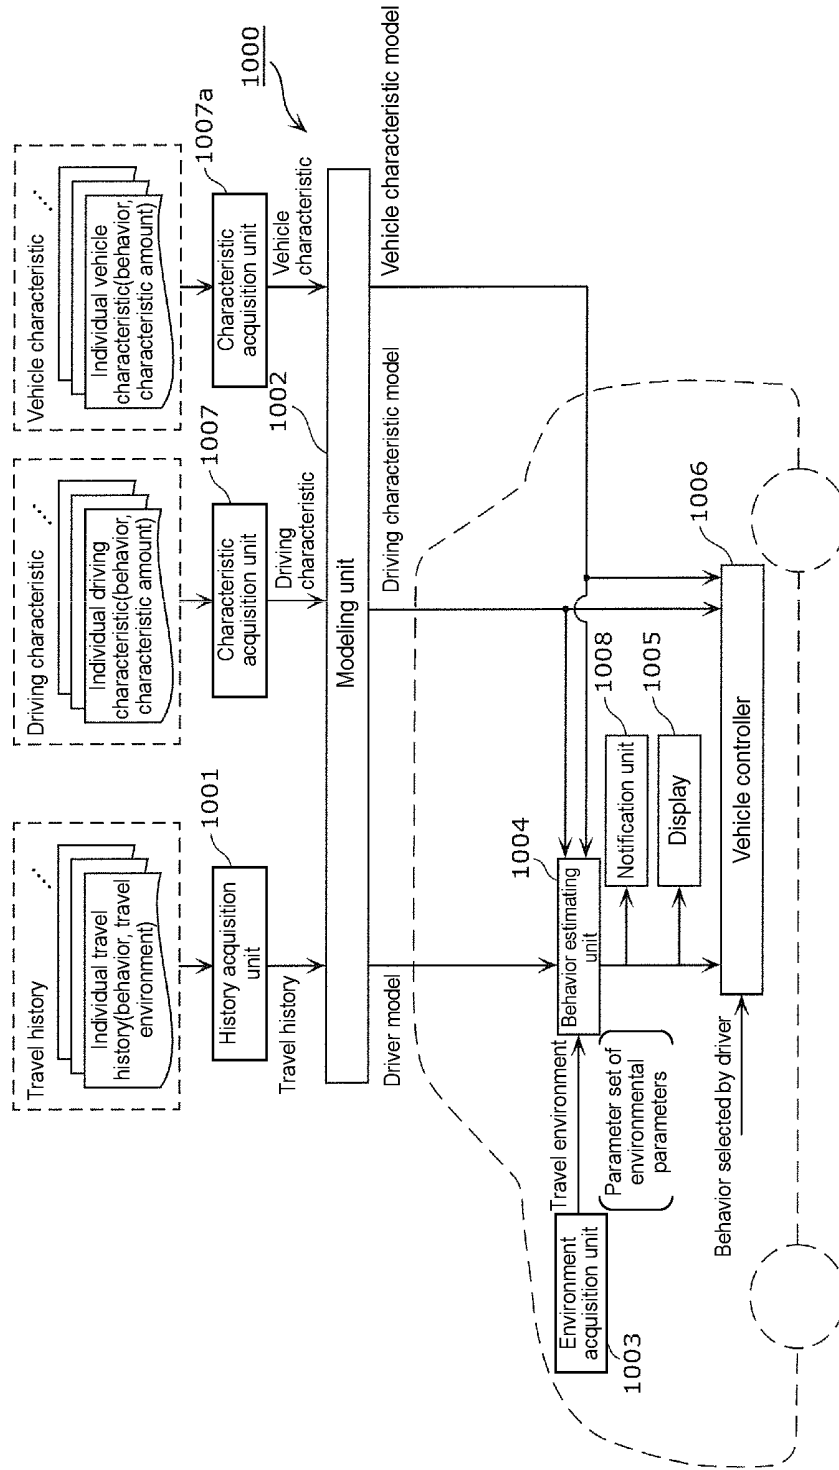 1000
Travel history
Individual travel
history(behavior, travel
environment)
Driving characteristic
Individual driving
characteristic(behavior,
characteristic amount)
Vehicle characteristic
Individual vehicle
characteristic(behavior,
characteristic amount)
History acquisition
unit
1001
Characteristic
acquisition unit
1007
Characteristic
acquisition unit
1007a
Travel history
Driving
characteristic
Vehicle
characteristic
1002
Modeling unit
Driver model
Driving characteristic model
Vehicle characteristic model
Environment
acquisition unit
1003
Travel environment
Parameter set of
environmental
parameters
Behavior estimating
unit
1004
Notification unit
1008
Display
1005
Behavior selected by driver
Vehicle controller
1006